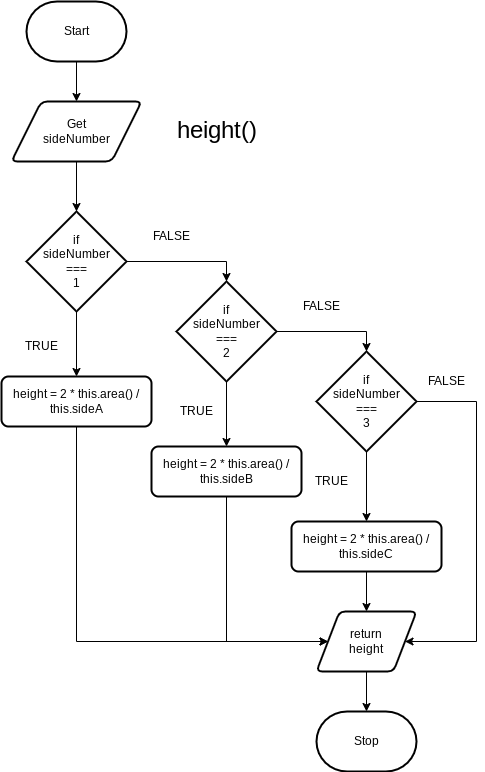 Start
Get
sideNumber
height()
if
sideNumber
===
1
FALSE
TRUE
height = 2 * this.area() /
this.sideA
if
sideNumber
===
2
FALSE
TRUE
height = 2 * this.area() /
this.sideB
if
sideNumber
===
3
FALSE
TRUE
height = 2 * this.area() /
this.sideC
return
height
Stop